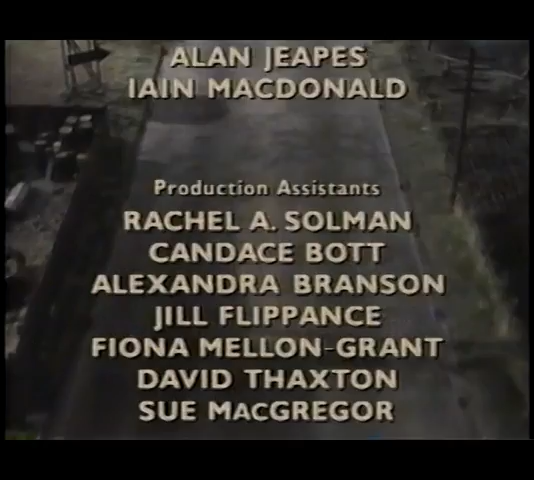 ALAN JEAPES
IAIN MACDONALD
Production Assistants
RACHEL A. SOLMAN
CANDACE BOTT
ALEXANDRA BRANSON
JILL FLIPPANCE
FIONA MELLON-GRANT
DAVID THAXTON
SUE MACGREGOR